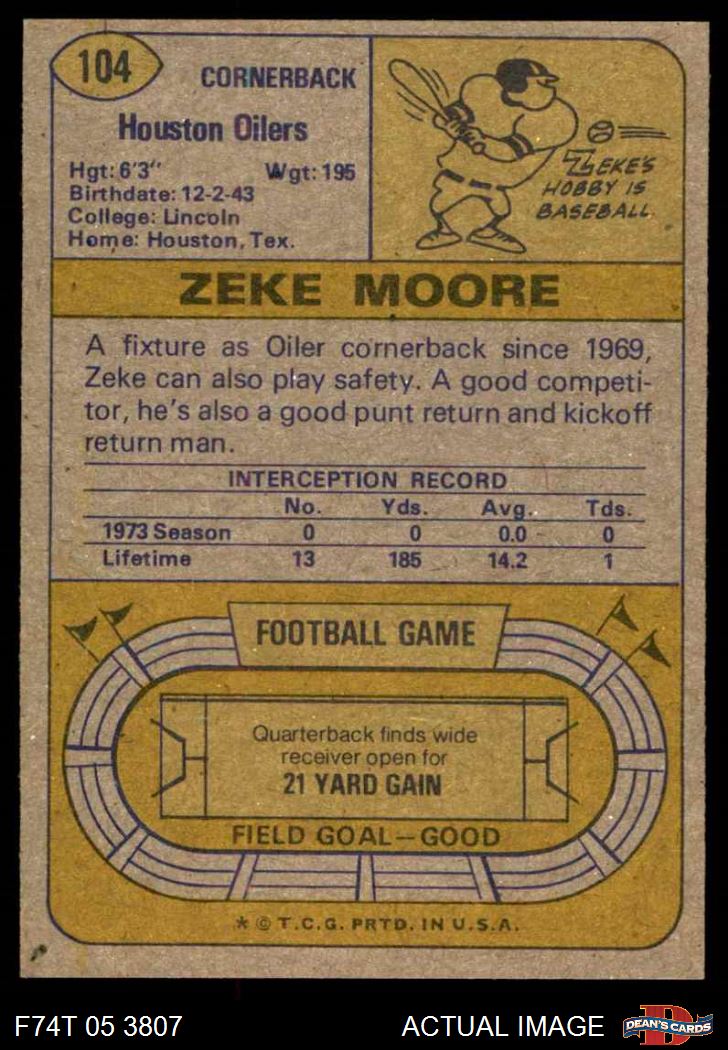 104
CORNERBACK
Houston Oilers
Hgt: 6'3" Wgt: 195
Birthdate: 12-2-43
College: Lincoln
Home: Houston, Tex.
ZEKE'S
HOBBY IS
BASEBALL
ZEKE MOORE
A fixture as Oiler cornerback since 1969,
Zeke can also play safety. A good competi-
tor, he's also a good punt return and kickoff
return man.
INTERCEPTION RECORD
No. Yds. Avg. Tds.
1973 Season 0 0 0.0 0
Lifetime 13 185 14.2 1
FOOTBALL GAME
Quarterback finds wide
receiver open for
21 YARD GAIN
FIELD GOAL—GOOD
* © T.C.G. PRTD. IN U.S.A.
F74T 05 3807 ACTUAL IMAGE
D
DEAN'S CARDS